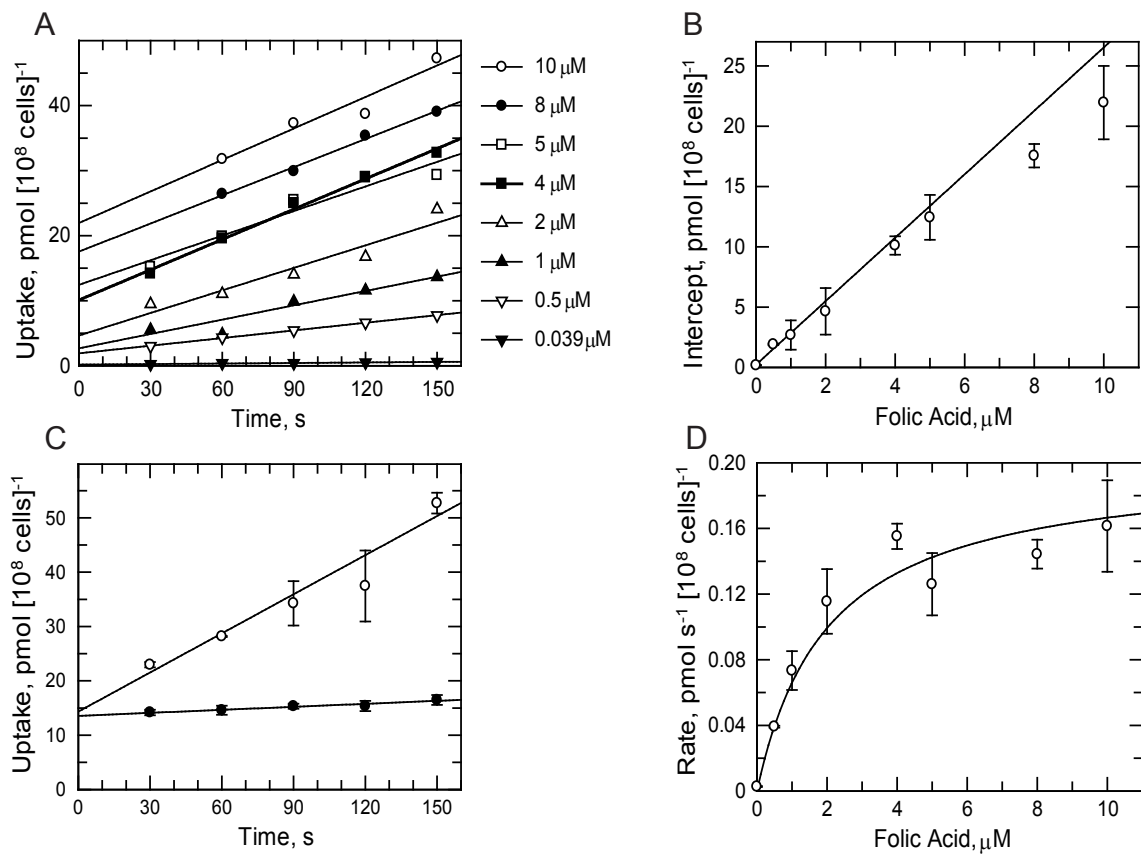 A
Uptake, pmol [10⁸ cells]⁻¹
40
20
0
0 30 60 90 120 150
Time, s
10 μM
8 μM
5 μM
4 μM
2 μM
1 μM
0.5 μM
0.039 μM
B
Intercept, pmol [10⁸ cells]⁻¹
25
20
15
10
5
0
0 2 4 6 8 10
Folic Acid, μM
C
Uptake, pmol [10⁸ cells]⁻¹
50
40
30
20
10
0
0 30 60 90 120 150
Time, s
D
Rate, pmol s⁻¹ [10⁸ cells]⁻¹
0.20
0.16
0.12
0.08
0.04
0
0 2 4 6 8 10
Folic Acid, μM